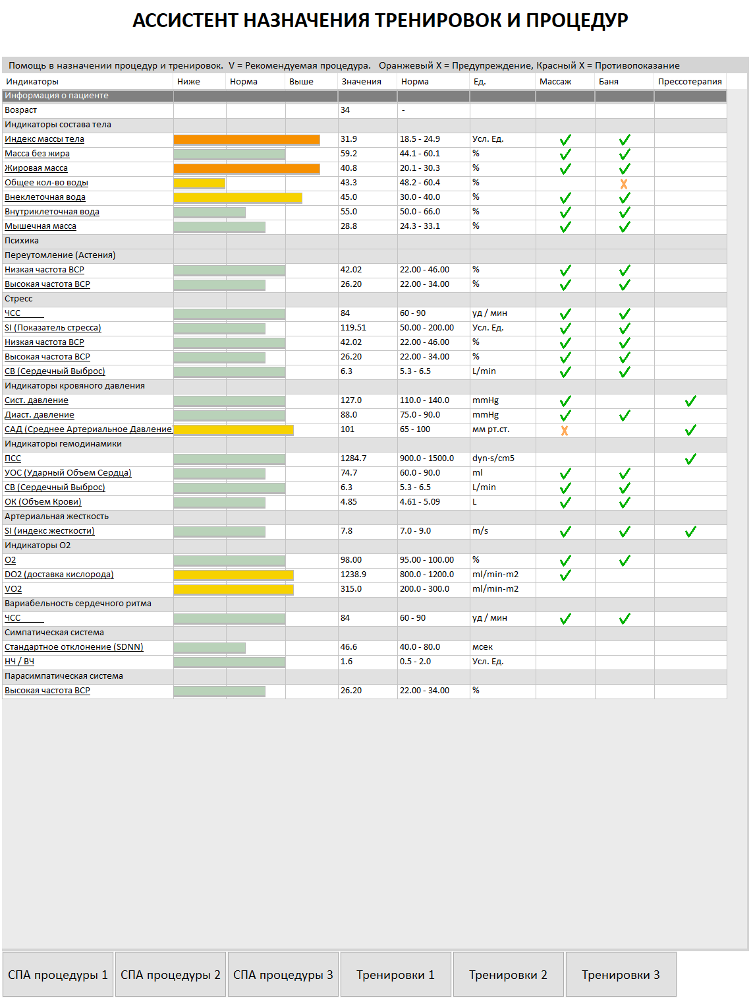 АССИСТЕНТ НАЗНАЧЕНИЯ ТРЕНИРОВОК И ПРОЦЕДУР
Помощь в назначении процедур и тренировок. V = Рекомендуемая процедура. Оранжевый X = Предупреждение, Красный X = Противопоказание
Индикаторы Ниже Норма Выше Значения Норма Ед. Массаж Баня Прессотерапия
Информация о пациенте
Возраст 34 -
Индикаторы состава тела
Индекс массы тела 31.9 18.5 - 24.9 Усл. Ед.
Масса без жира 59.2 44.1 - 60.1 %
Жировая масса 40.8 20.1 - 30.3 %
Общее кол-во воды 43.3 48.2 - 60.4 %
Внеклеточная вода 45.0 30.0 - 40.0 %
Внутриклеточная вода 55.0 50.0 - 66.0 %
Мышечная масса 28.8 24.3 - 33.1 %
Психика
Переутомление (Астения)
Низкая частота ВСР 42.02 22.00 - 46.00 %
Высокая частота ВСР 26.20 22.00 - 34.00 %
Стресс
ЧСС 84 60 - 90 уд / мин
SI (Показатель стресса) 119.51 50.00 - 200.00 Усл. Ед.
Низкая частота ВСР 42.02 22.00 - 46.00 %
Высокая частота ВСР 26.20 22.00 - 34.00 %
СВ (Сердечный Выброс) 6.3 5.3 - 6.5 L/min
Индикаторы кровяного давления
Сист. давление 127.0 110.0 - 140.0 mmHg
Диаст. давление 88.0 75.0 - 90.0 mmHg
САД (Среднее Артериальное Давление) 101 65 - 100 мм рт.ст.
Индикаторы гемодинамики
ПСС 1284.7 900.0 - 1500.0 dyn·s/cm5
УОС (Ударный Объем Сердца) 74.7 60.0 - 90.0 ml
СВ (Сердечный Выброс) 6.3 5.3 - 6.5 L/min
ОК (Объем Крови) 4.85 4.61 - 5.09 L
Артериальная жесткость
SI (индекс жесткости) 7.8 7.0 - 9.0 m/s
Индикаторы O2
O2 98.00 95.00 - 100.00 %
DO2 (доставка кислорода) 1238.9 800.0 - 1200.0 ml/min-m2
VO2 315.0 200.0 - 300.0 ml/min-m2
Вариабельность сердечного ритма
ЧСС 84 60 - 90 уд / мин
Симпатическая система
Стандартное отклонение (SDNN) 46.6 40.0 - 80.0 мсек
НЧ / ВЧ 1.6 0.5 - 2.0 Усл. Ед.
Парасимпатическая система
Высокая частота ВСР 26.20 22.00 - 34.00 %
СПА процедуры 1 СПА процедуры 2 СПА процедуры 3 Тренировки 1 Тренировки 2 Тренировки 3